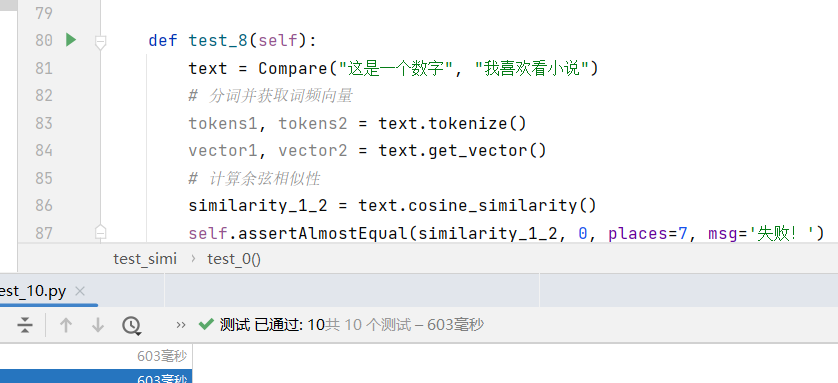 79
80 def test_8(self):
81 text = Compare("这是一个数字", "我喜欢看小说")
82 # 分词并获取词频向量
83 tokens1, tokens2 = text.tokenize()
84 vector1, vector2 = text.get_vector()
85 # 计算余弦相似性
86 similarity_1_2 = text.cosine_similarity()
87 self.assertAlmostEqual(similarity_1_2, 0, places=7, msg='失败! ')
test_simi › test_0()
est_10.py ×
» 测试 已通过: 10共 10 个测试 – 603毫秒
603毫秒
603毫秒